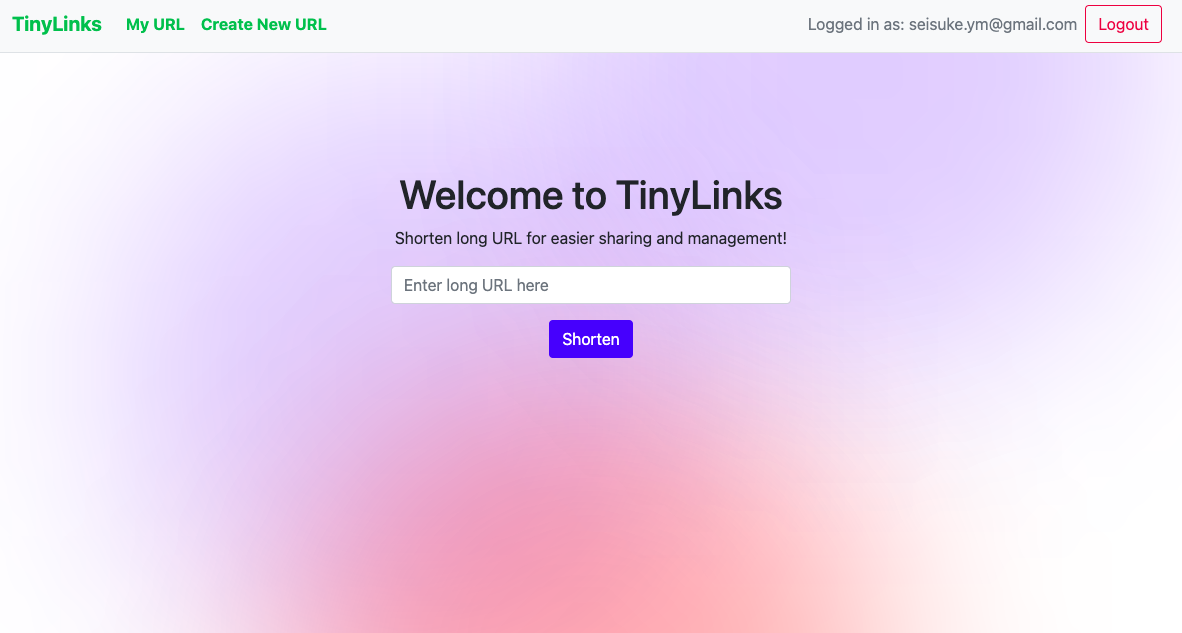 TinyLinks My URL Create New URL Logged in as: seisuke.ym@gmail.com Logout
Welcome to TinyLinks
Shorten long URL for easier sharing and management!
Enter long URL here
Shorten